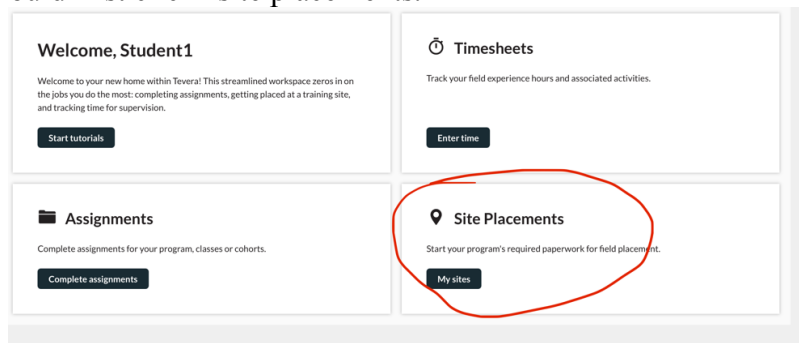 Welcome, Student1
Welcome to your new home within Tevera! This streamlined workspace zeros in on
the jobs you do the most: completing assignments, getting placed at a training site,
and tracking time for supervision.
Start tutorials
Timesheets
Track your field experience hours and associated activities.
Enter time
Assignments
Complete assignments for your program, classes or cohorts.
Complete assignments
Site Placements
Start your program's required paperwork for field placement.
My sites